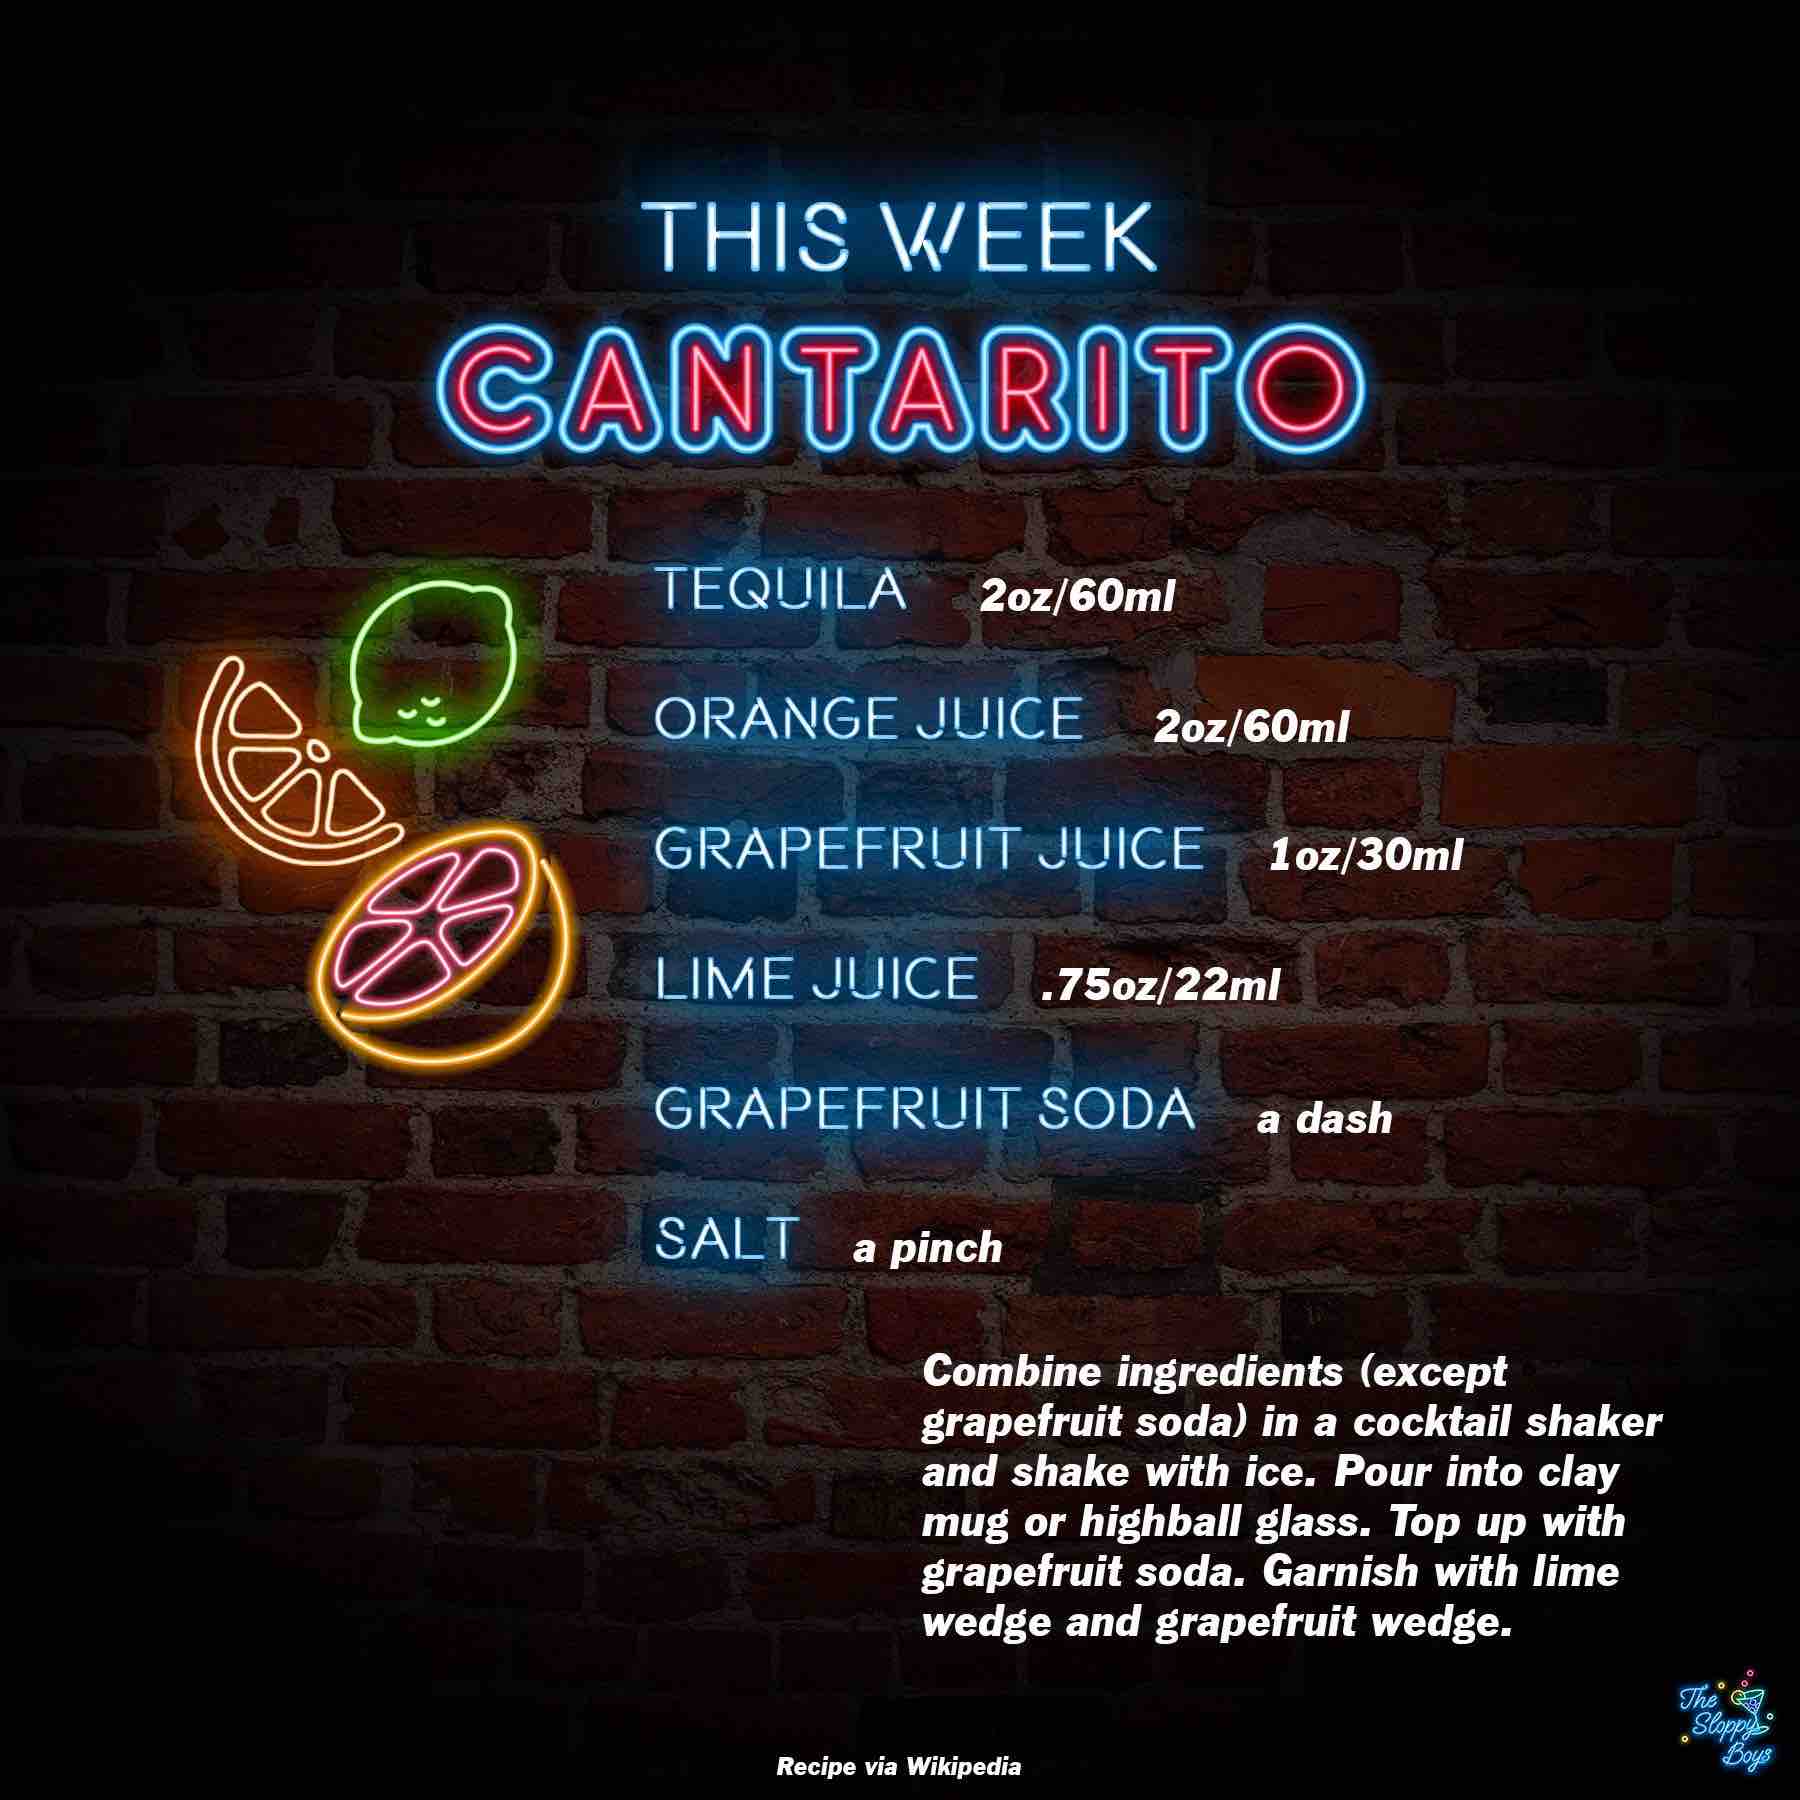 THIS WEEK
CANTARITO
TEQUILA 2oz/60ml
ORANGE JUICE 2oz/60ml
GRAPEFRUIT JUICE 1oz/30ml
LIME JUICE .75oz/22ml
GRAPEFRUIT SODA a dash
SALT a pinch
Combine ingredients (except
grapefruit soda) in a cocktail shaker
and shake with ice. Pour into clay
mug or highball glass. Top up with
grapefruit soda. Garnish with lime
wedge and grapefruit wedge.
The
Sloppy
Boys
Recipe via Wikipedia